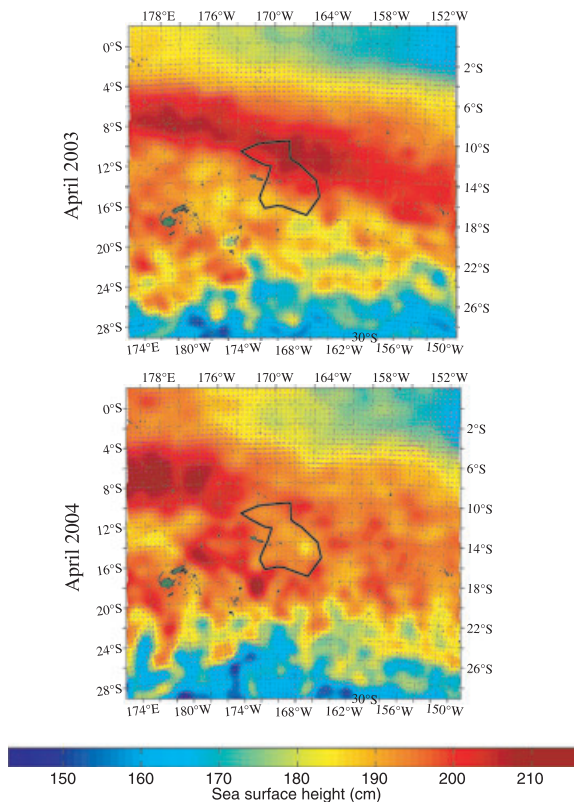 178°E 176°W 170°W 164°W 158°W 152°W
0°S
2°S
4°S
6°S
8°S
10°S
12°S
14°S
16°S
18°S
20°S
22°S
24°S
26°S
28°S
30°S
174°E 180°W 174°W 168°W 162°W 156°W 150°W
April 2003
178°E 176°W 170°W 164°W 158°W 152°W
0°S
2°S
4°S
6°S
8°S
10°S
12°S
14°S
16°S
18°S
20°S
22°S
24°S
26°S
28°S
30°S
174°E 180°W 174°W 168°W 162°W 156°W 150°W
April 2004
150 160 170 180 190 200 210
Sea surface height (cm)